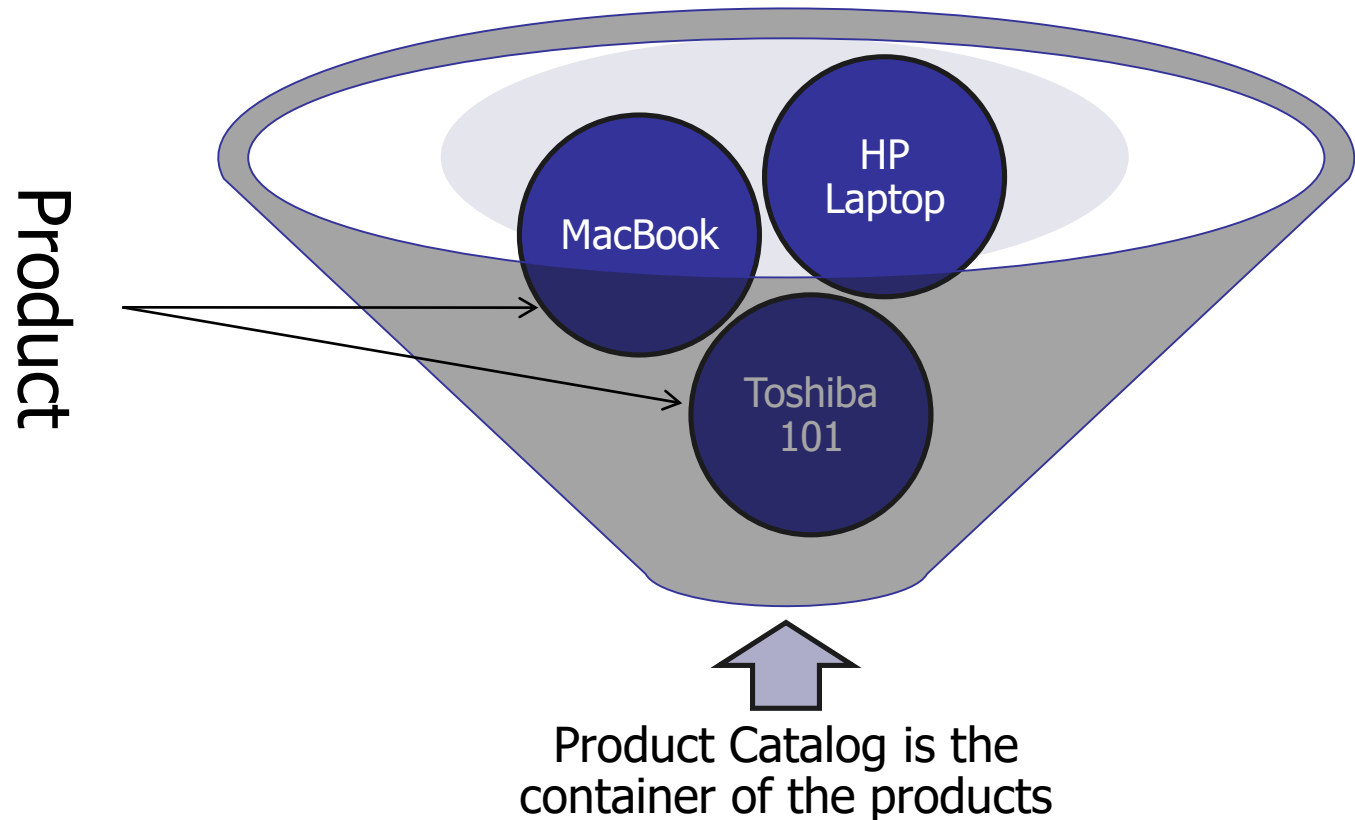 Product
HP
Laptop
MacBook
Toshiba
101
Product Catalog is the
container of the products